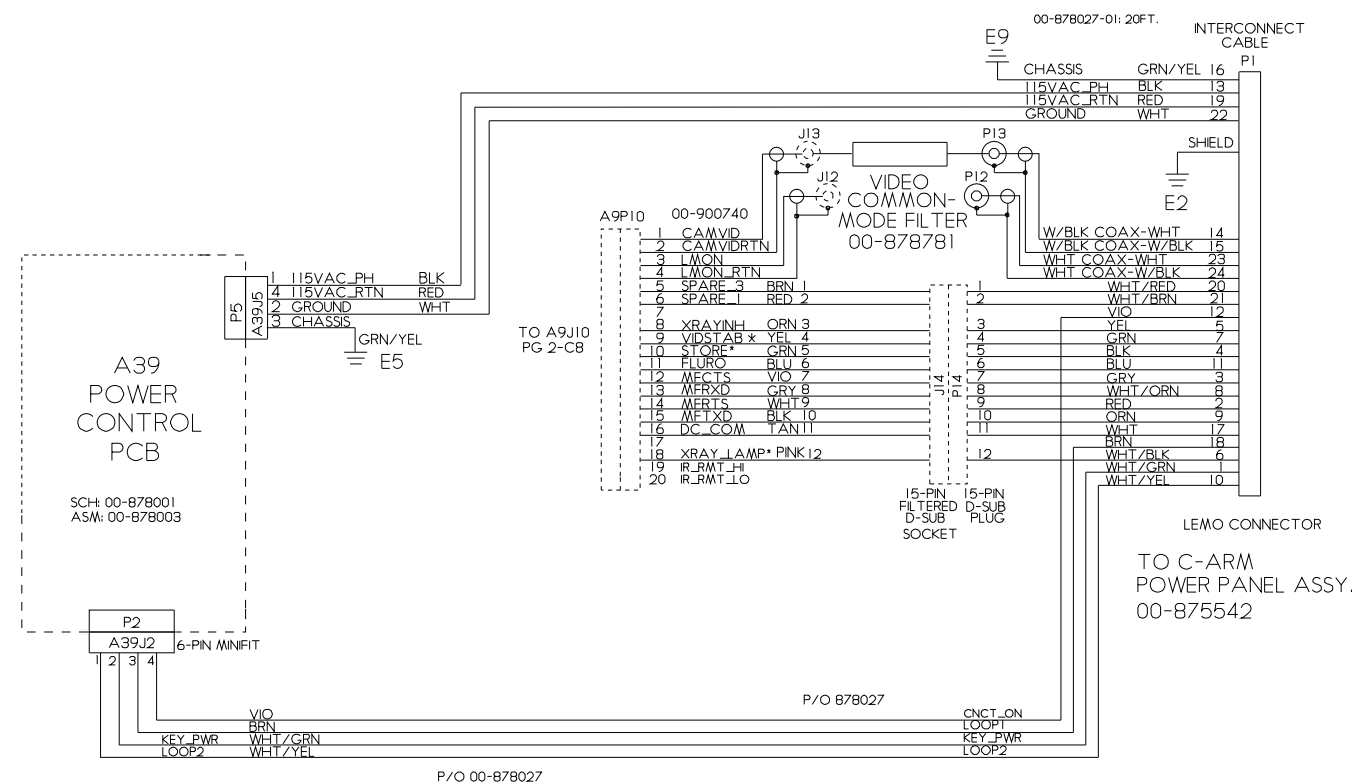 00-878027-01: 20FT.
INTERCONNECT
CABLE
P1
E9
CHASSIS GRN/YEL 16
115VAC_PH BLK 13
115VAC_RTN RED 19
GROUND WHT 22
SHIELD
E2
J13
P13
J12
P12
VIDEO
COMMON-
MODE FILTER
00-878781
A9P10
00-900740
1 CAMVID
2 CAMVIDRTN
3 LMON
4 LMON_RTN
5 SPARE_3 BRN 1
6 SPARE_1 RED 2
7
8 XRAYINH ORN 3
9 VIDSTAB * YEL 4
10 STORE* GRN 5
11 FLURO BLU 6
12 MFCTS VIO 7
13 MFRXD GRY 8
14 MFRTS WHT 9
15 MFTXD BLK 10
16 DC_COM TAN 11
17
18 XRAY_LAMP* PINK 12
19 IR_RMT_HI
20 IR_RMT_LO
TO A9J10
PG 2-C8
J14
P14
W/BLK COAX-WHT 14
W/BLK COAX-W/BLK 15
WHT COAX-WHT 23
WHT COAX-W/BLK 24
1 WHT/RED 20
2 WHT/BRN 21
VIO 12
3 YEL 5
4 GRN 7
5 BLK 4
6 BLU 11
7 GRY 3
8 WHT/ORN 8
9 RED 2
10 ORN 9
11 WHT 17
BRN 18
12 WHT/BLK 6
WHT/GRN 1
WHT/YEL 10
15-PIN
FILTERED
D-SUB
SOCKET
15-PIN
D-SUB
PLUG
LEMO CONNECTOR
TO C-ARM
POWER PANEL ASSY.
00-875542
P5
A39J5
1 115VAC_PH BLK
4 115VAC_RTN RED
2 GROUND WHT
3 CHASSIS
GRN/YEL
E5
A39
POWER
CONTROL
PCB
SCH: 00-878001
ASM: 00-878003
P2
A39J2
6-PIN MINIFIT
1 2 3 4
P/O 878027
VIO CNCT_ON
BRN LOOP1
KEY_PWR WHT/GRN KEY_PWR
LOOP2 WHT/YEL LOOP2
P/O 00-878027